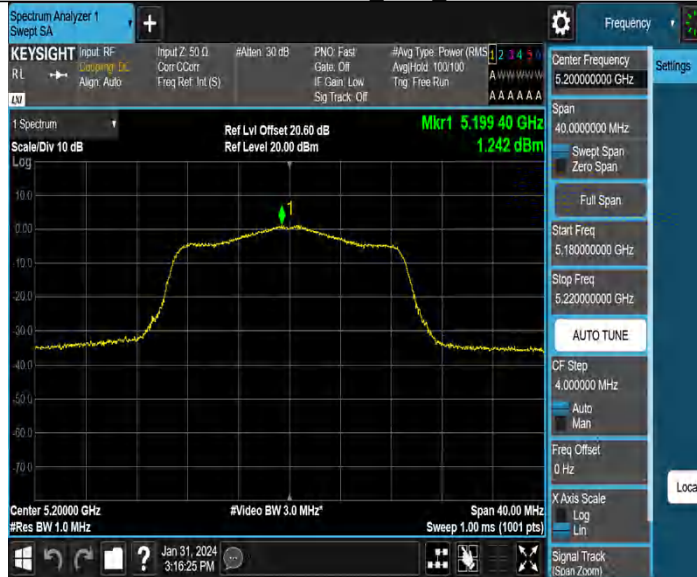 Spectrum Analyzer 1
Swept SA
Frequency
KEYSIGHT
Input: RF
Coupling: DC
Align: Auto
Input Z: 50 Ω
Corr CCorr
Freq Ref: Int (S)
#Atten: 30 dB
PNO: Fast
Gate: Off
IF Gain: Low
Sig Track: Off
#Avg Type: Power (RMS
Avg|Hold: 100/100
Trig: Free Run
1 2 3 4 5 6
A W W W W W
A A A A A A
R L
LXI
1 Spectrum
Scale/Div 10 dB
Log
Ref Lvl Offset 20.60 dB
Ref Level 20.00 dBm
Mkr1 5.199 40 GHz
1.242 dBm
1
10.0
0.00
-10.0
-20.0
-30.0
-40.0
-50.0
-60.0
-70.0
Center 5.20000 GHz
#Res BW 1.0 MHz
#Video BW 3.0 MHz*
Span 40.00 MHz
Sweep 1.00 ms (1001 pts)
Jan 31, 2024
3:16:25 PM
?
Center Frequency
5.200000000 GHz
Settings
Span
40.0000000 MHz
Swept Span
Zero Span
Full Span
Start Freq
5.180000000 GHz
Stop Freq
5.220000000 GHz
AUTO TUNE
CF Step
4.000000 MHz
Auto
Man
Freq Offset
0 Hz
X Axis Scale
Log
Lin
Signal Track
(Span Zoom)